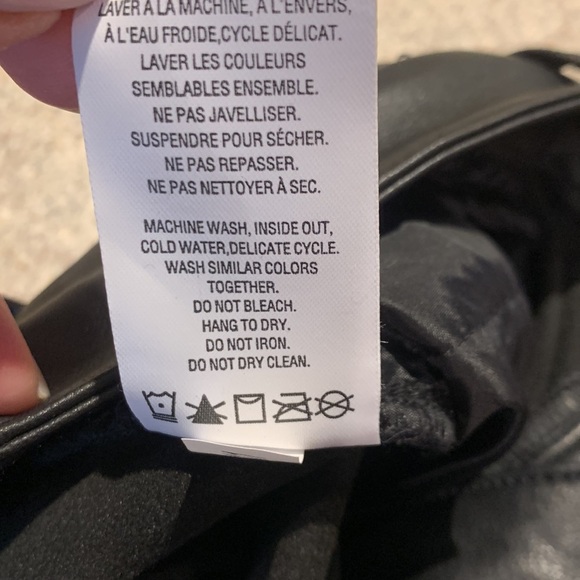 LAVER À LA MACHINE, À L'ENVERS,
À L'EAU FROIDE,CYCLE DÉLICAT.
LAVER LES COULEURS
SEMBLABLES ENSEMBLE.
NE PAS JAVELLISER.
SUSPENDRE POUR SÉCHER.
NE PAS REPASSER.
NE PAS NETTOYER À SEC.
MACHINE WASH, INSIDE OUT,
COLD WATER,DELICATE CYCLE.
WASH SIMILAR COLORS
TOGETHER.
DO NOT BLEACH.
HANG TO DRY.
DO NOT IRON.
DO NOT DRY CLEAN.